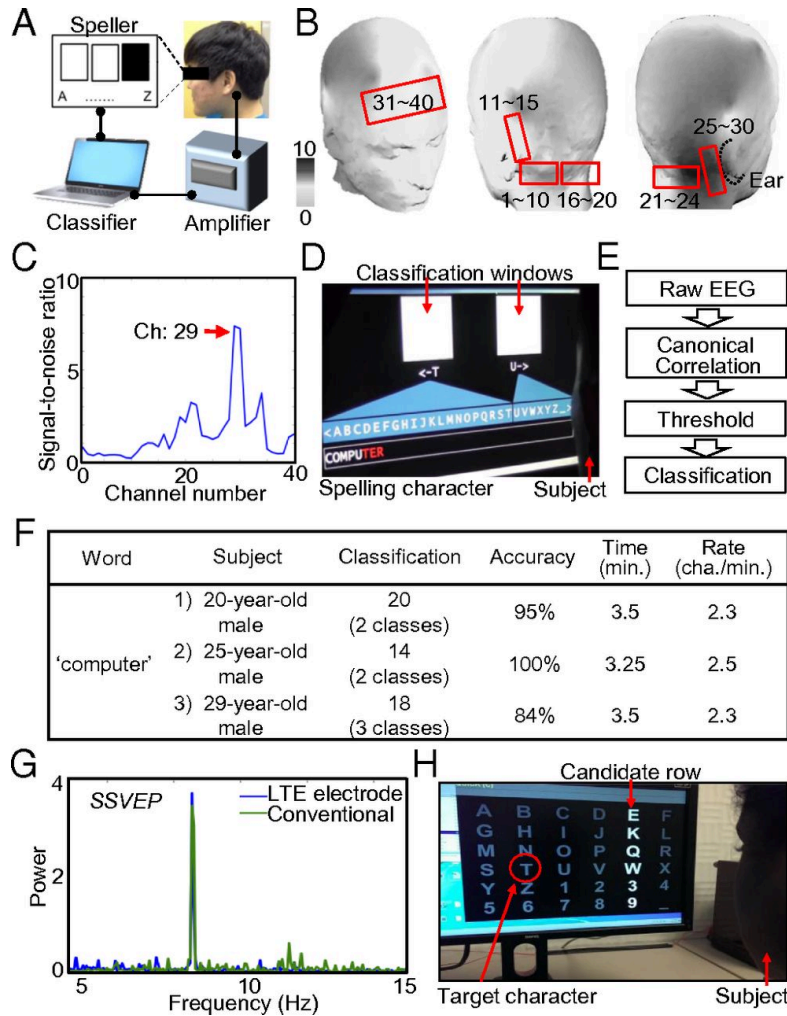 A
Speller
A ....... Z
Classifier
Amplifier
B
10
0
31~40
11~15
1~10
16~20
25~30
Ear
21~24
C
Signal-to-noise ratio
10
5
0
Ch: 29
0
20
40
Channel number
D
Classification windows
<-T
U->
<ABCDEFGHIJKLMNOPQRSTUVWXYZ_>
COMPUTER
Spelling character
Subject
E
Raw EEG
Canonical
Correlation
Threshold
Classification
F
Word Subject Classification Accuracy Time (min.) Rate (cha./min.)
'computer'
1) 20-year-old male 20 (2 classes) 95% 3.5 2.3
2) 25-year-old male 14 (2 classes) 100% 3.25 2.5
3) 29-year-old male 18 (3 classes) 84% 3.5 2.3
G
SSVEP
LTE electrode
Conventional
Power
4
2
0
5
10
15
Frequency (Hz)
H
Candidate row
A B C D E F
G H I J K L
M N O P Q R
S T U V W X
Y Z 1 2 3 4
5 6 7 8 9 _
Target character
Subject